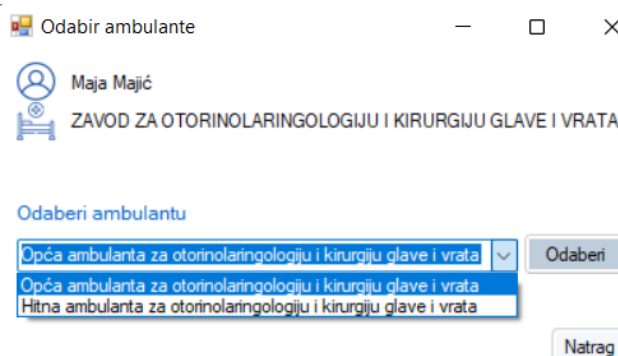 Odabir ambulante
Maja Majić
ZAVOD ZA OTORINOLARINGOLOGIJU I KIRURGIJU GLAVE I VRATA
Odaberi ambulantu
Opća ambulanta za otorinolaringologiju i kirurgiju glave i vrata
Odaberi
Opća ambulanta za otorinolaringologiju i kirurgiju glave i vrata
Hitna ambulanta za otorinolaringologiju i kirurgiju glave i vrata
Natrag